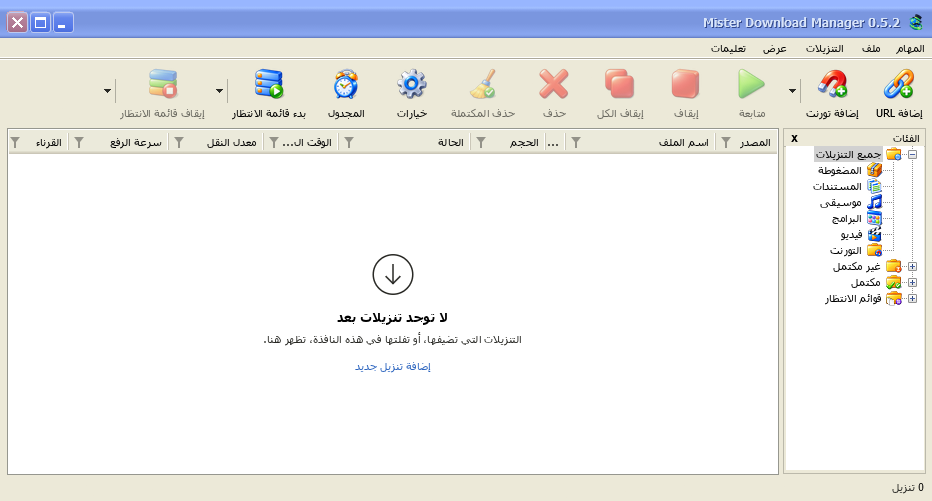 Mister Download Manager 0.5.2
المهام ملف التنزيلات عرض تعليمات
إضافة URL إضافة تورنت متابعة إيقاف إيقاف الكل حذف حذف المكتملة خيارات المجدول بدء قائمة الانتظار إيقاف قائمة الانتظار
الفئات x
جميع التنزيلات
المضغوطة
المستندات
موسيقى
البرامج
فيديو
التورنت
غير مكتمل
مكتمل
قوائم الانتظار
المصدر اسم الملف ... الحجم الحالة الوقت ال... معدل النقل سرعة الرفع القرناء
لا توجد تنزيلات بعد
التنزيلات التي تضيفها، أو تفلتها في هذه النافذة، تظهر هنا.
إضافة تنزيل جديد
0 تنزيل